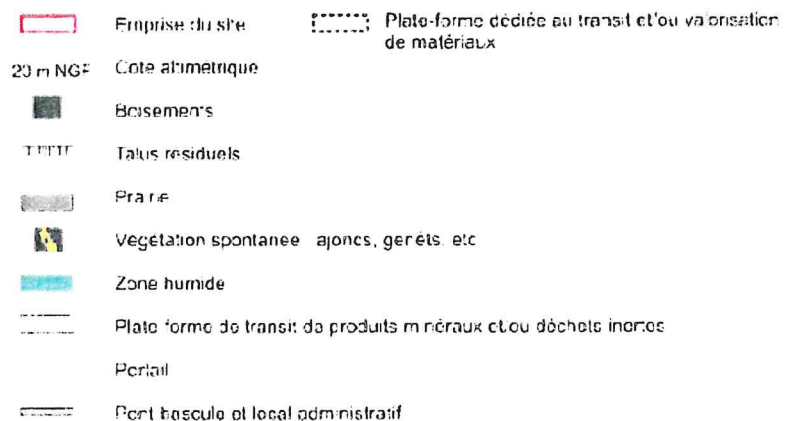 Emprise du site
Plate-forme dédiée au transit et/ou valorisation
de matériaux
20 m NGF Cote altimétrique
Boisements
Talus résiduels
Prairie
Végétation spontanée ajoncs, genêts, etc
Zone humide
Plate forme de transit de produits minéraux et/ou déchets inertes
Portail
Pont bascule et local administratif